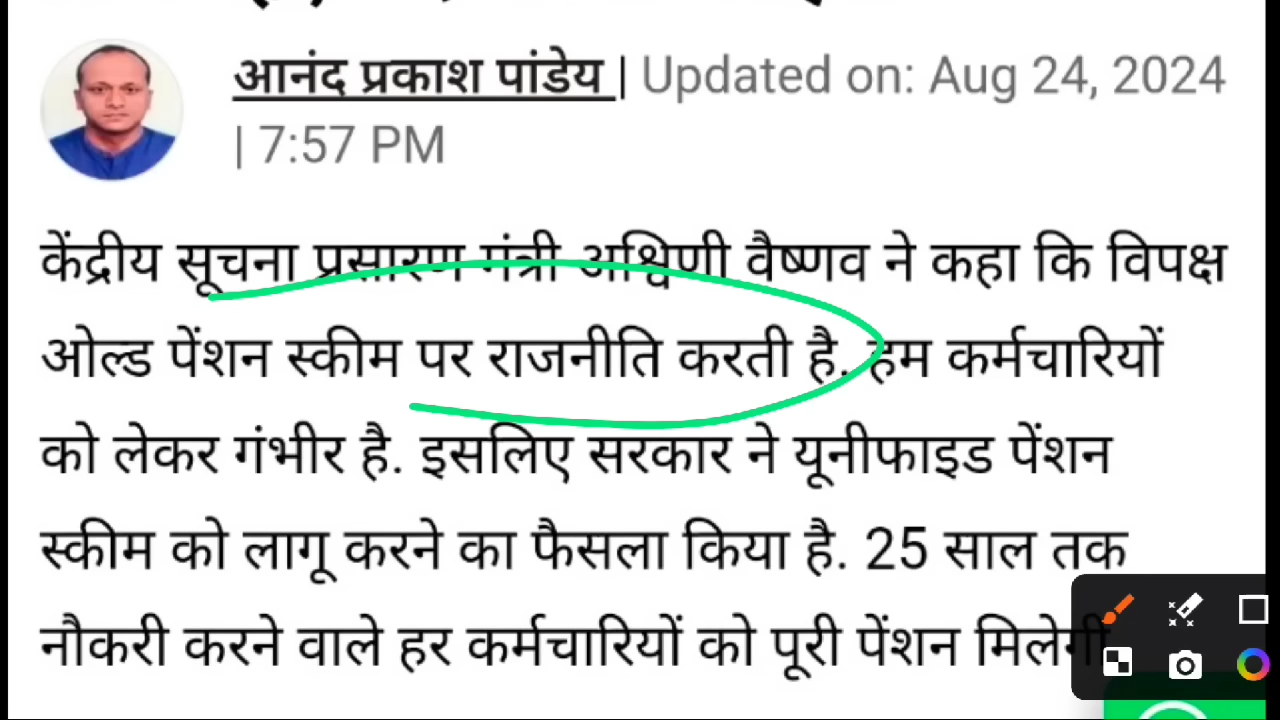 आनंद प्रकाश पांडेय | Updated on: Aug 24, 2024
| 7:57 PM
केंद्रीय सूचना प्रसारण मंत्री अश्विणी वैष्णव ने कहा कि विपक्ष
ओल्ड पेंशन स्कीम पर राजनीति करती है. हम कर्मचारियों
को लेकर गंभीर है. इसलिए सरकार ने यूनीफाइड पेंशन
स्कीम को लागू करने का फैसला किया है. 25 साल तक
नौकरी करने वाले हर कर्मचारियों को पूरी पेंशन मिलेगी